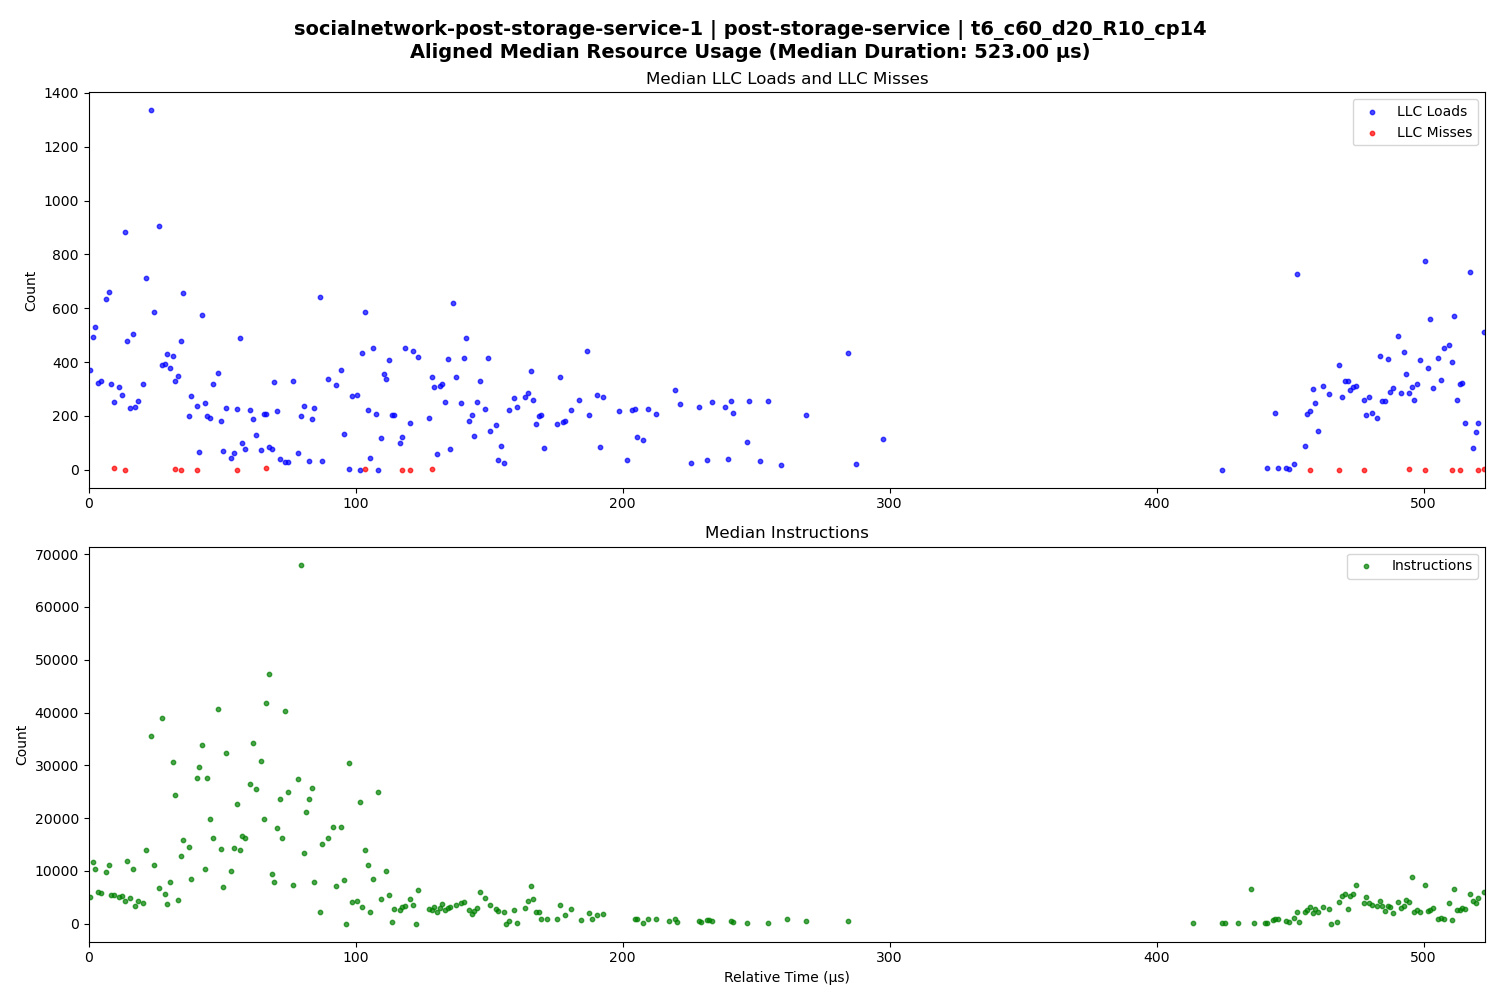 socialnetwork-post-storage-service-1 | post-storage-service | t6_c60_d20_R10_cp14
Aligned Median Resource Usage (Median Duration: 523.00 µs)
Median LLC Loads and LLC Misses
1400
1200
1000
800
600
400
200
0
Count
LLC Loads
LLC Misses
0 100 200 300 400 500
Median Instructions
70000
60000
50000
40000
30000
20000
10000
0
Count
Instructions
0 100 200 300 400 500
Relative Time (µs)